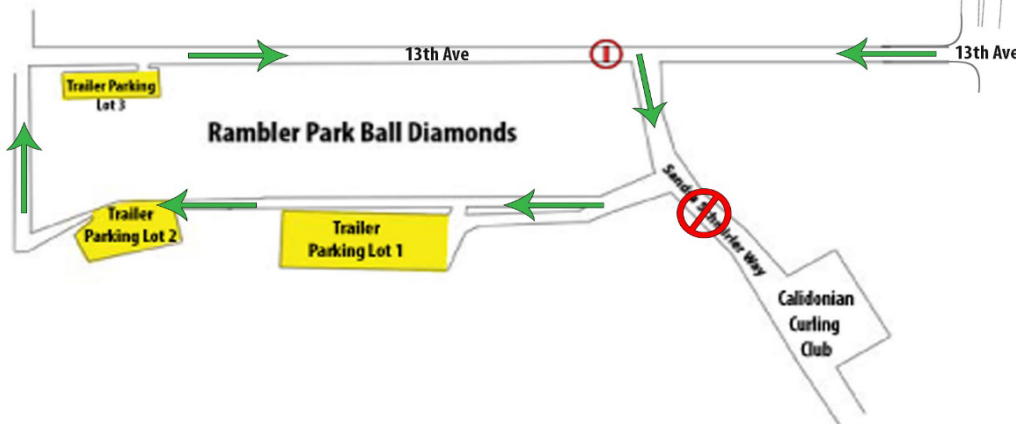 13th Ave
13th Ave
Trailer Parking
Lot 3
Rambler Park Ball Diamonds
Trailer
Parking Lot 2
Trailer
Parking Lot 1
Way
Calidonian
Curling
Club